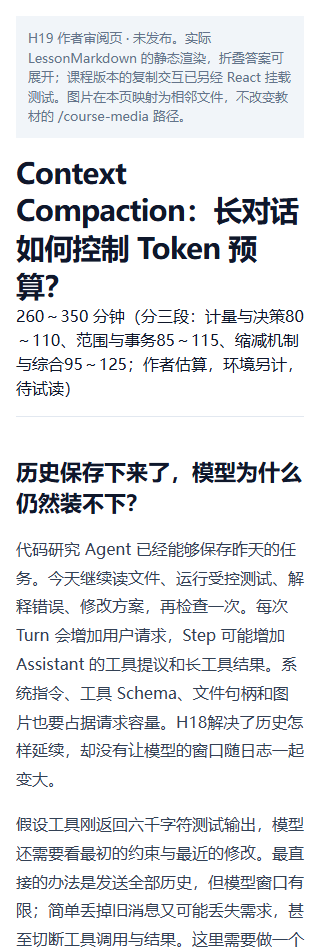 H19 作者审阅页 · 未发布。实际
LessonMarkdown 的静态渲染，折叠答案可
展开；课程版本的复制交互已另经 React 挂载
测试。图片在本页映射为相邻文件，不改变教
材的 /course-media 路径。
Context
Compaction：长对话
如何控制 Token 预
算？
260～350 分钟（分三段：计量与决策80
～110、范围与事务85～115、缩减机制
与综合95～125；作者估算，环境另计，
待试读）
历史保存下来了，模型为什么
仍然装不下？
代码研究 Agent 已经能够保存昨天的任
务。今天继续读文件、运行受控测试、解
释错误、修改方案，再检查一次。每次
Turn 会增加用户请求，Step 可能增加
Assistant 的工具提议和长工具结果。系
统指令、工具 Schema、文件句柄和图
片也要占据请求容量。H18解决了历史怎
样延续，却没有让模型的窗口随日志一起
变大。
假设工具刚返回六千字符测试输出，模型
还需要看最初的约束与最近的修改。最直
接的办法是发送全部历史，但模型窗口有
限；简单丢掉旧消息又可能丢失需求，甚
至切断工具调用与结果。这里需要做一个